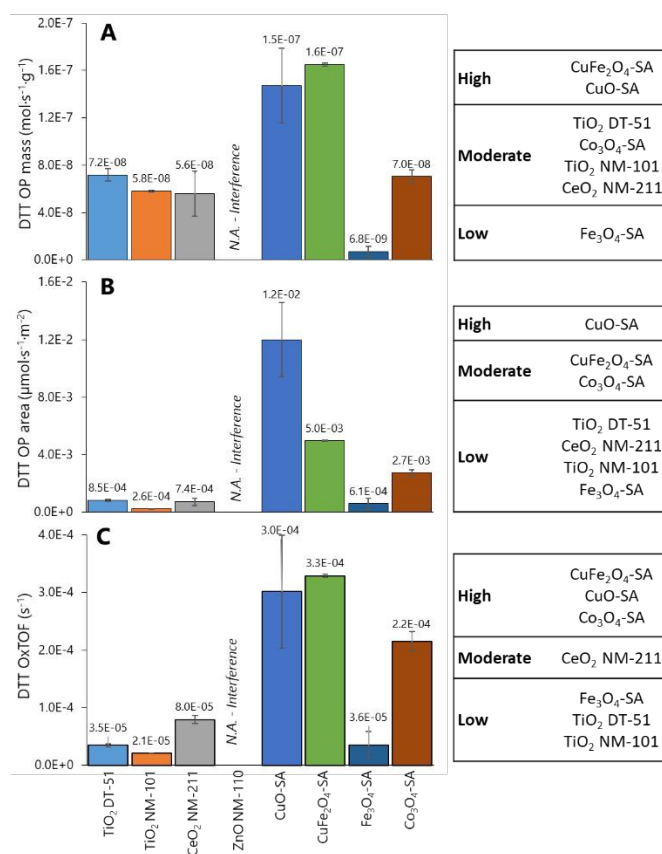 A
DTT OP mass (mol·s⁻¹·g⁻¹)
2.0E-7
1.6E-7
1.2E-7
8.0E-8
4.0E-8
0.0E+0
7.2E-08
5.8E-08
5.6E-08
N.A. - Interference
1.5E-07
1.6E-07
6.8E-09
7.0E-08
High
CuFe₂O₄-SA
CuO-SA
Moderate
TiO₂ DT-51
Co₃O₄-SA
TiO₂ NM-101
CeO₂ NM-211
Low
Fe₃O₄-SA
B
DTT OP area (µmol·s⁻¹·m⁻²)
1.6E-2
1.2E-2
8.0E-3
4.0E-3
0.0E+0
8.5E-04
2.6E-04
7.4E-04
N.A. - Interference
1.2E-02
5.0E-03
6.1E-04
2.7E-03
High
CuO-SA
Moderate
CuFe₂O₄-SA
Co₃O₄-SA
Low
TiO₂ DT-51
CeO₂ NM-211
TiO₂ NM-101
Fe₃O₄-SA
C
DTT OxTOF (s⁻¹)
4.0E-4
3.0E-4
2.0E-4
1.0E-4
0.0E+0
3.5E-05
2.1E-05
8.0E-05
N.A. - Interference
3.0E-04
3.3E-04
3.6E-05
2.2E-04
High
CuFe₂O₄-SA
CuO-SA
Co₃O₄-SA
Moderate
CeO₂ NM-211
Low
Fe₃O₄-SA
TiO₂ DT-51
TiO₂ NM-101
TiO₂ DT-51
TiO₂ NM-101
CeO₂ NM-211
ZnO NM-110
CuO-SA
CuFe₂O₄-SA
Fe₃O₄-SA
Co₃O₄-SA